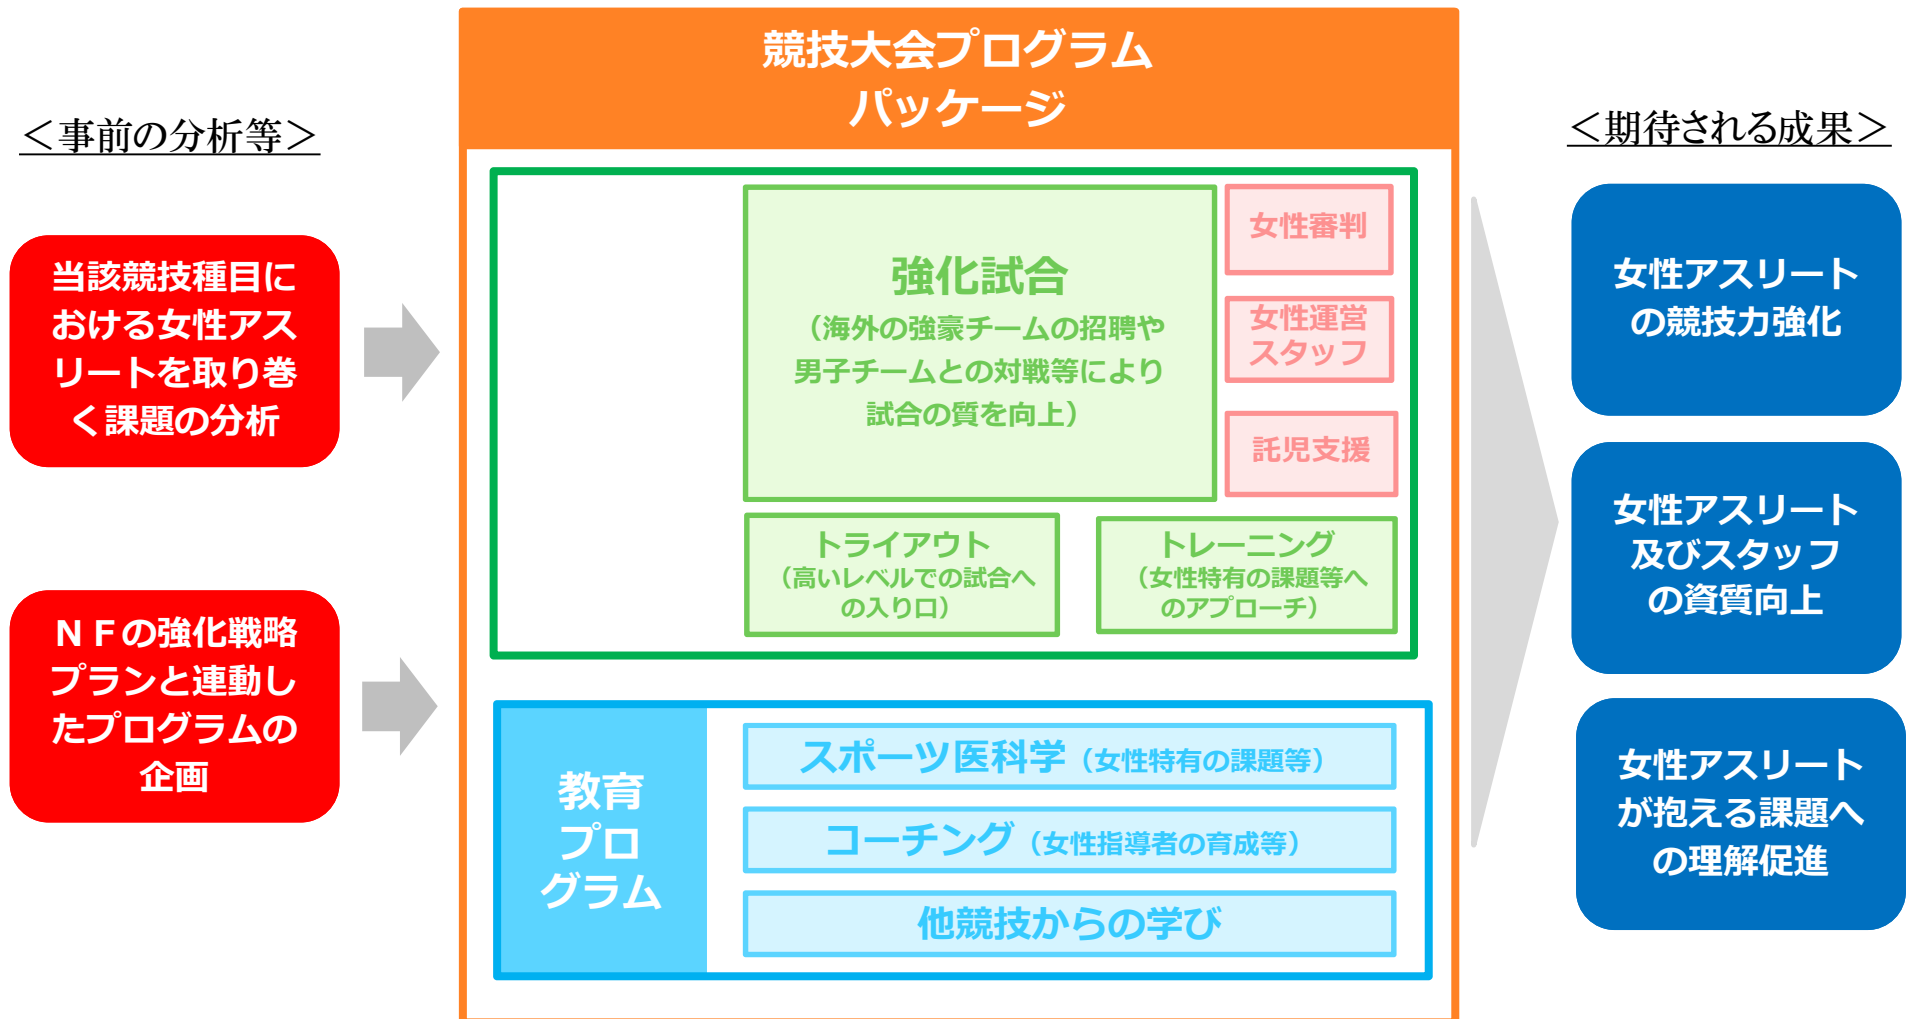 ＜事前の分析等＞
当該競技種目に
おける女性アス
リートを取り巻
く課題の分析
ＮＦの強化戦略
プランと連動し
たプログラムの
企画
競技大会プログラム
パッケージ
強化試合
（海外の強豪チームの招聘や
男子チームとの対戦等により
試合の質を向上）
女性審判
女性運営
スタッフ
託児支援
トライアウト
（高いレベルでの試合へ
の入り口）
トレーニング
（女性特有の課題等へ
のアプローチ）
教育
プロ
グラム
スポーツ医科学（女性特有の課題等）
コーチング（女性指導者の育成等）
他競技からの学び
＜期待される成果＞
女性アスリート
の競技力強化
女性アスリート
及びスタッフ
の資質向上
女性アスリート
が抱える課題へ
の理解促進